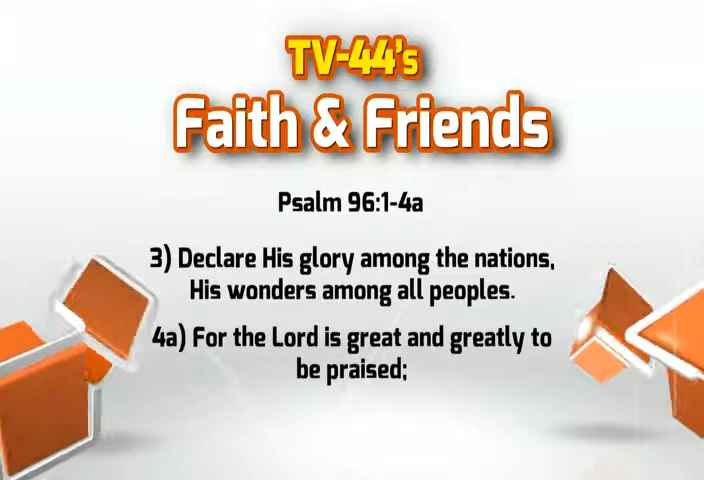 TV-44's
Faith & Friends
Psalm 96:1-4a
3) Declare His glory among the nations,
His wonders among all peoples.
4a) For the Lord is great and greatly to
be praised;